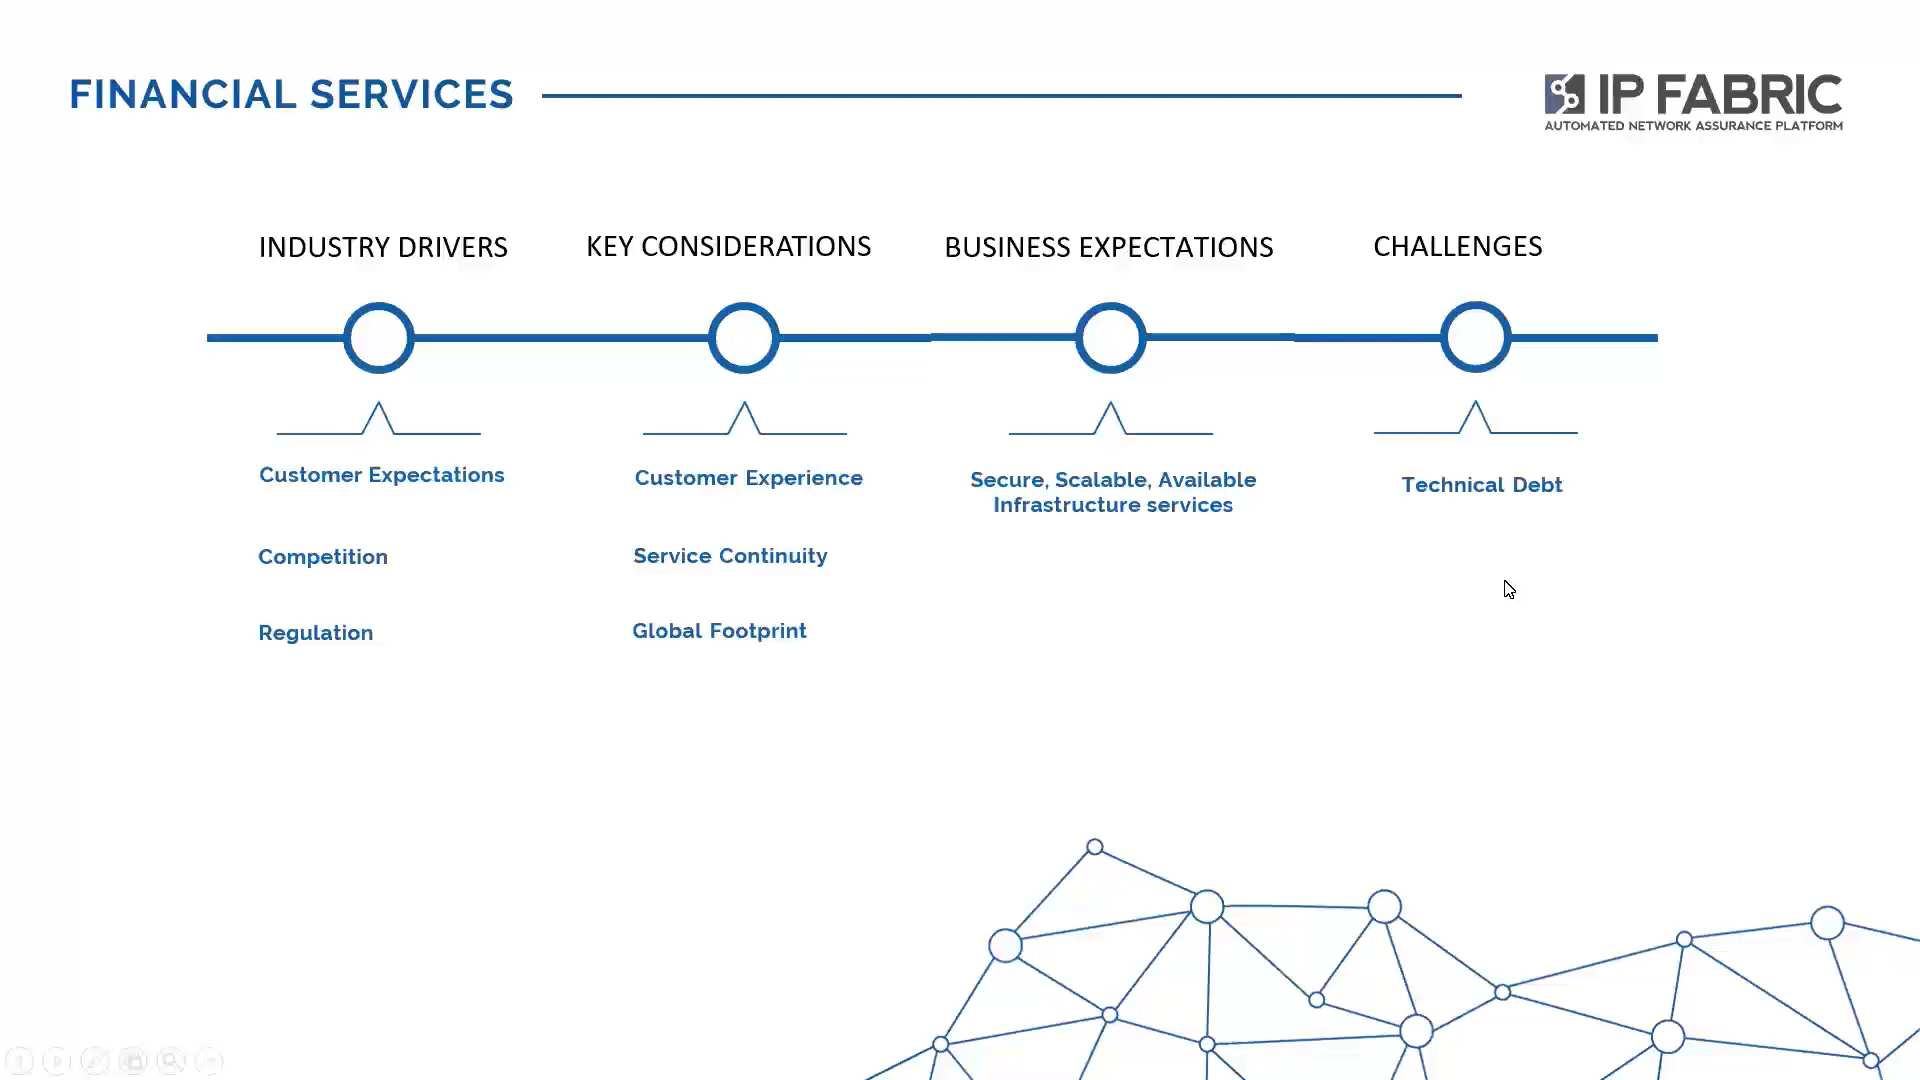 FINANCIAL SERVICES
IP FABRIC
AUTOMATED NETWORK ASSURANCE PLATFORM
INDUSTRY DRIVERS
KEY CONSIDERATIONS
BUSINESS EXPECTATIONS
CHALLENGES
Customer Expectations
Competition
Regulation
Customer Experience
Service Continuity
Global Footprint
Secure, Scalable, Available
Infrastructure services
Technical Debt